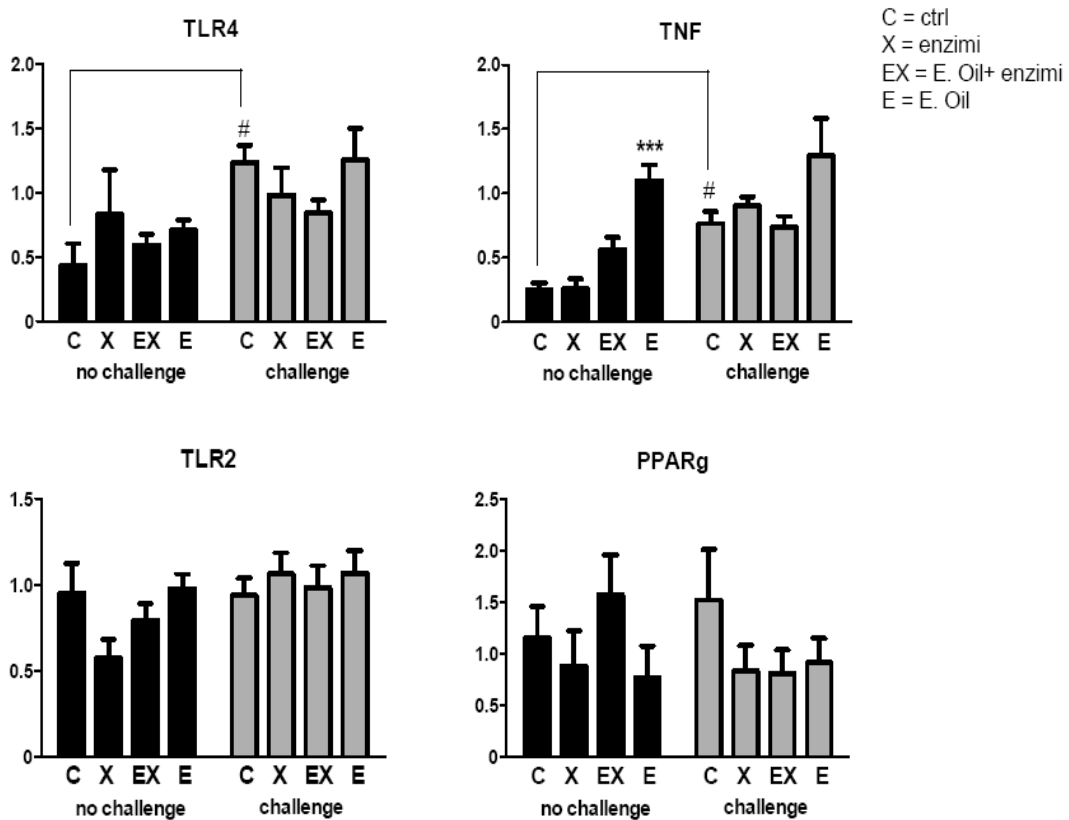 TLR4
2.0
1.5
1.0
0.5
0
#
C X EX E C X EX E
no challenge challenge
TNF
2.0
1.5
1.0
0.5
0
***
#
C X EX E C X EX E
no challenge challenge
C = ctrl
X = enzimi
EX = E. Oil+ enzimi
E = E. Oil
TLR2
1.5
1.0
0.5
0
C X EX E C X EX E
no challenge challenge
PPARg
2.5
2.0
1.5
1.0
0.5
0
C X EX E C X EX E
no challenge challenge